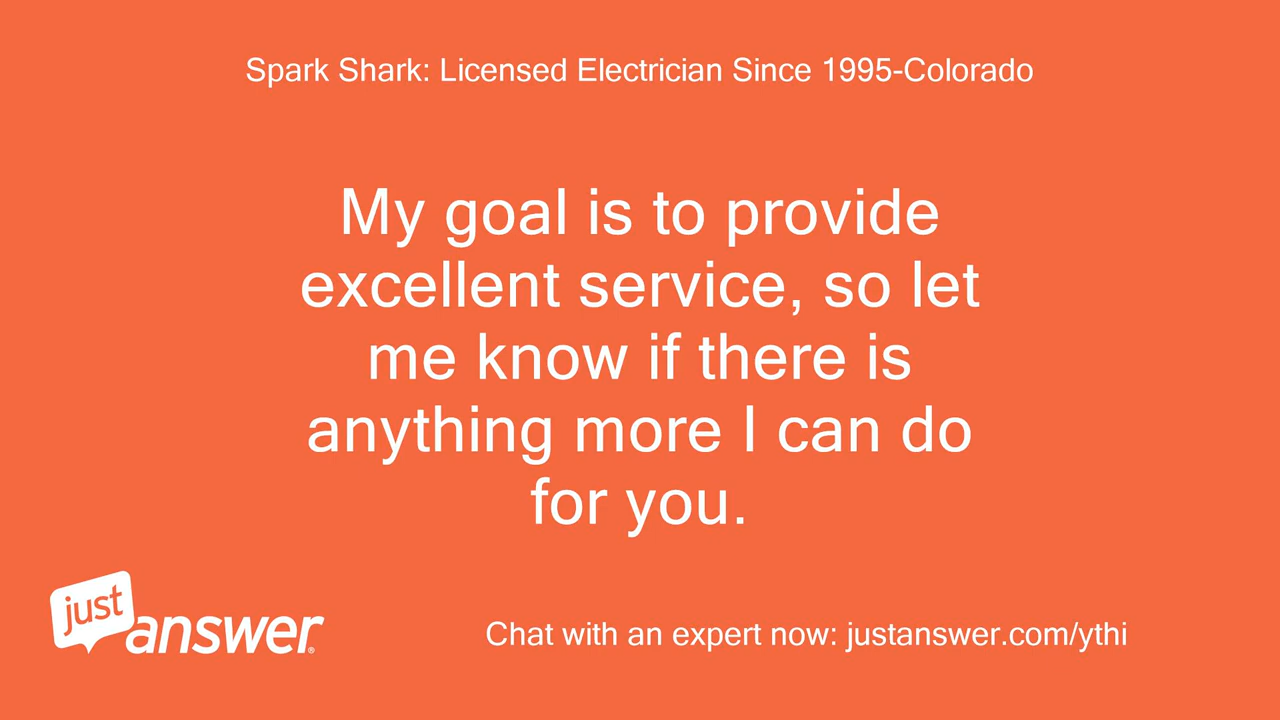 Spark Shark: Licensed Electrician Since 1995-Colorado
My goal is to provide
excellent service, so let
me know if there is
anything more I can do
for you.
just
answer®
Chat with an expert now: justanswer.com/ythi